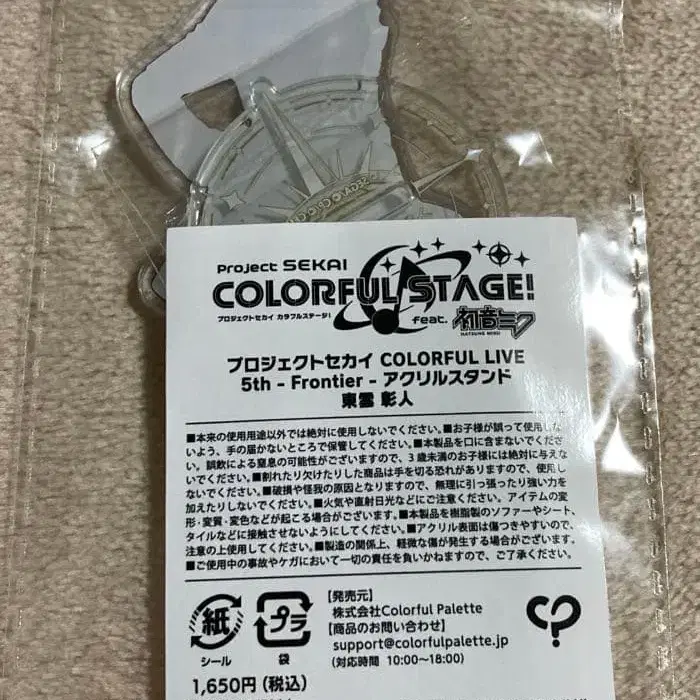 Project SEKAI
COLORFUL STAGE!
プロジェクトセカイ カラフルステージ!
feat. 初音ミク
HATSUNE MIKU
プロジェクトセカイ COLORFUL LIVE
5th - Frontier - アクリルスタンド
東雲 彰人
■本来の使用用途以外では絶対に使用しないでください。■お子様が誤って使用しな
いよう、手の届かないところで保管してください。■本製品を口に含まないでくださ
い。誤飲による窒息の可能性がございますので、3歳未満のお子様には絶対に与えな
いでください。■割れたり欠けたりした商品は手を切る恐れがありますので、使用し
ないでください。■破損や怪我の原因となりますので、無理に引っ張ったり強い力を
加えたりしないでください。■火気や直射日光などにご注意ください。アイテムの変
形・変質・変色などが起こる場合がございます。■本製品を樹脂製のソファーやシート、
タイルなどに接触させないようにしてください。■アクリル表面は傷つきやすいので、
注意の上使用してください。■製造の関係上、軽微な傷が発生する場合がございます。
■ご使用中の事故やケガにおいて一切の責任を負いかねますので、ご了承ください。
紙
シール
プラ
袋
【発売元】
株式会社Colorful Palette
【商品のお問い合わせ】
support@colorfulpalette.jp
(対応時間 10:00～18:00)
1,650円(税込)